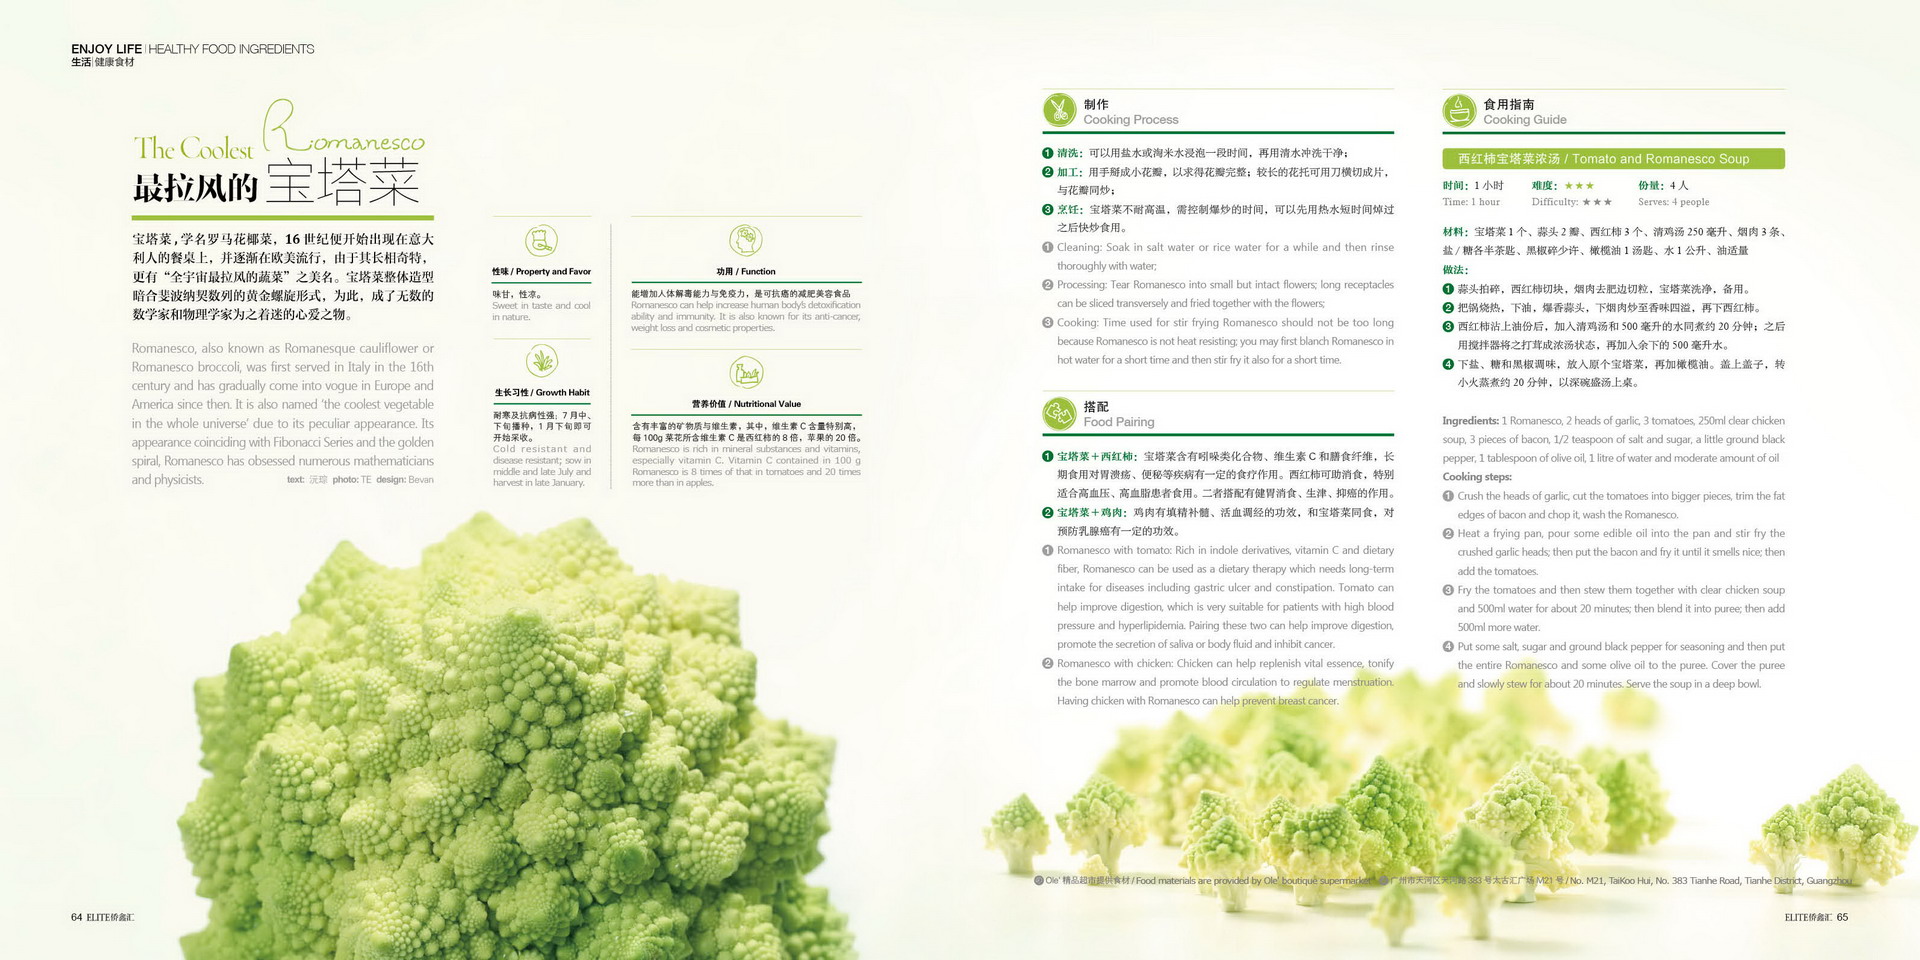 ENJOY LIFE | HEALTHY FOOD INGREDIENTS
生活|健康食材
The Coolest Romanesco
最拉风的 宝塔菜
宝塔菜,学名罗马花椰菜，16 世纪便开始出现在意大
利人的餐桌上，并逐渐在欧美流行，由于其长相奇特，
更有“全宇宙最拉风的蔬菜”之美名。宝塔菜整体造型
暗合斐波纳契数列的黄金螺旋形式，为此，成了无数的
数学家和物理学家为之着迷的心爱之物。
Romanesco, also known as Romanesque cauliflower or
Romanesco broccoli, was first served in Italy in the 16th
century and has gradually come into vogue in Europe and
America since then. It is also named 'the coolest vegetable
in the whole universe' due to its peculiar appearance. Its
appearance coinciding with Fibonacci Series and the golden
spiral, Romanesco has obsessed numerous mathematicians
and physicists.
text: 沅琮 photo: TE design: Bevan
性味 / Property and Favor
味甘，性凉。
Sweet in taste and cool
in nature.
生长习性 / Growth Habit
耐寒及抗病性强；7 月中、
下旬播种，1 月下旬即可
开始采收。
Cold resistant and
disease resistant; sow in
middle and late July and
harvest in late January.
功用 / Function
能增加人体解毒能力与免疫力，是可抗癌的减肥美容食品
Romanesco can help increase human body's detoxification
ability and immunity. It is also known for its anti-cancer,
weight loss and cosmetic properties.
营养价值 / Nutritional Value
含有丰富的矿物质与维生素，其中，维生素 C 含量特别高，
每 100g 菜花所含维生素 C 是西红柿的 8 倍，苹果的 20 倍。
Romanesco is rich in mineral substances and vitamins,
especially vitamin C. Vitamin C contained in 100 g
Romanesco is 8 times of that in tomatoes and 20 times
more than in apples.
制作
Cooking Process
1 清洗：可以用盐水或淘米水浸泡一段时间，再用清水冲洗干净；
2 加工：用手掰成小花瓣，以求得花瓣完整；较长的花托可用刀横切成片，
与花瓣同炒；
3 烹饪：宝塔菜不耐高温，需控制爆炒的时间，可以先用热水短时间焯过
之后快炒食用。
1 Cleaning: Soak in salt water or rice water for a while and then rinse
thoroughly with water;
2 Processing: Tear Romanesco into small but intact flowers; long receptacles
can be sliced transversely and fried together with the flowers;
3 Cooking: Time used for stir frying Romanesco should not be too long
because Romanesco is not heat resisting; you may first blanch Romanesco in
hot water for a short time and then stir fry it also for a short time.
搭配
Food Pairing
1 宝塔菜＋西红柿：宝塔菜含有吲哚类化合物、维生素 C 和膳食纤维，长
期食用对胃溃疡、便秘等疾病有一定的食疗作用。西红柿可助消食，特别
适合高血压、高血脂患者食用。二者搭配有健胃消食、生津、抑癌的作用。
2 宝塔菜＋鸡肉：鸡肉有填精补髓、活血调经的功效，和宝塔菜同食，对
预防乳腺癌有一定的功效。
1 Romanesco with tomato: Rich in indole derivatives, vitamin C and dietary
fiber, Romanesco can be used as a dietary therapy which needs long-term
intake for diseases including gastric ulcer and constipation. Tomato can
help improve digestion, which is very suitable for patients with high blood
pressure and hyperlipidemia. Pairing these two can help improve digestion,
promote the secretion of saliva or body fluid and inhibit cancer.
2 Romanesco with chicken: Chicken can help replenish vital essence, tonify
the bone marrow and promote blood circulation to regulate menstruation.
Having chicken with Romanesco can help prevent breast cancer.
食用指南
Cooking Guide
西红柿宝塔菜浓汤 / Tomato and Romanesco Soup
时间：1 小时 难度：★★★ 份量：4 人
Time: 1 hour Difficulty: ★★★ Serves: 4 people
材料：宝塔菜 1 个、蒜头 2 瓣、西红柿 3 个、清鸡汤 250 毫升、烟肉 3 条、
盐 / 糖各半茶匙、黑椒碎少许、橄榄油 1 汤匙、水 1 公升、油适量
做法：
1 蒜头拍碎，西红柿切块，烟肉去肥边切粒，宝塔菜洗净，备用。
2 把锅烧热，下油，爆香蒜头，下烟肉炒至香味四溢，再下西红柿。
3 西红柿沾上油份后，加入清鸡汤和 500 毫升的水同煮约 20 分钟；之后
用搅拌器将之打茸成浓汤状态，再加入余下的 500 毫升水。
4 下盐、糖和黑椒调味，放入原个宝塔菜，再加橄榄油。盖上盖子，转
小火蒸煮约 20 分钟，以深碗盛汤上桌。
Ingredients: 1 Romanesco, 2 heads of garlic, 3 tomatoes, 250ml clear chicken
soup, 3 pieces of bacon, 1/2 teaspoon of salt and sugar, a little ground black
pepper, 1 tablespoon of olive oil, 1 litre of water and moderate amount of oil
Cooking steps:
1 Crush the heads of garlic, cut the tomatoes into bigger pieces, trim the fat
edges of bacon and chop it, wash the Romanesco.
2 Heat a frying pan, pour some edible oil into the pan and stir fry the
crushed garlic heads; then put the bacon and fry it until it smells nice; then
add the tomatoes.
3 Fry the tomatoes and then stew them together with clear chicken soup
and 500ml water for about 20 minutes; then blend it into puree; then add
500ml more water.
4 Put some salt, sugar and ground black pepper for seasoning and then put
the entire Romanesco and some olive oil to the puree. Cover the puree
and slowly stew for about 20 minutes. Serve the soup in a deep bowl.
Ole' 精品超市提供食材 / Food materials are provided by Ole' boutique supermarket 广州市天河区天河路 383 号太古汇广场 M21 号 / No. M21, TaiKoo Hui, No. 383 Tianhe Road, Tianhe District, Guangzhou
64 ELITE侨鑫汇
ELITE侨鑫汇 65